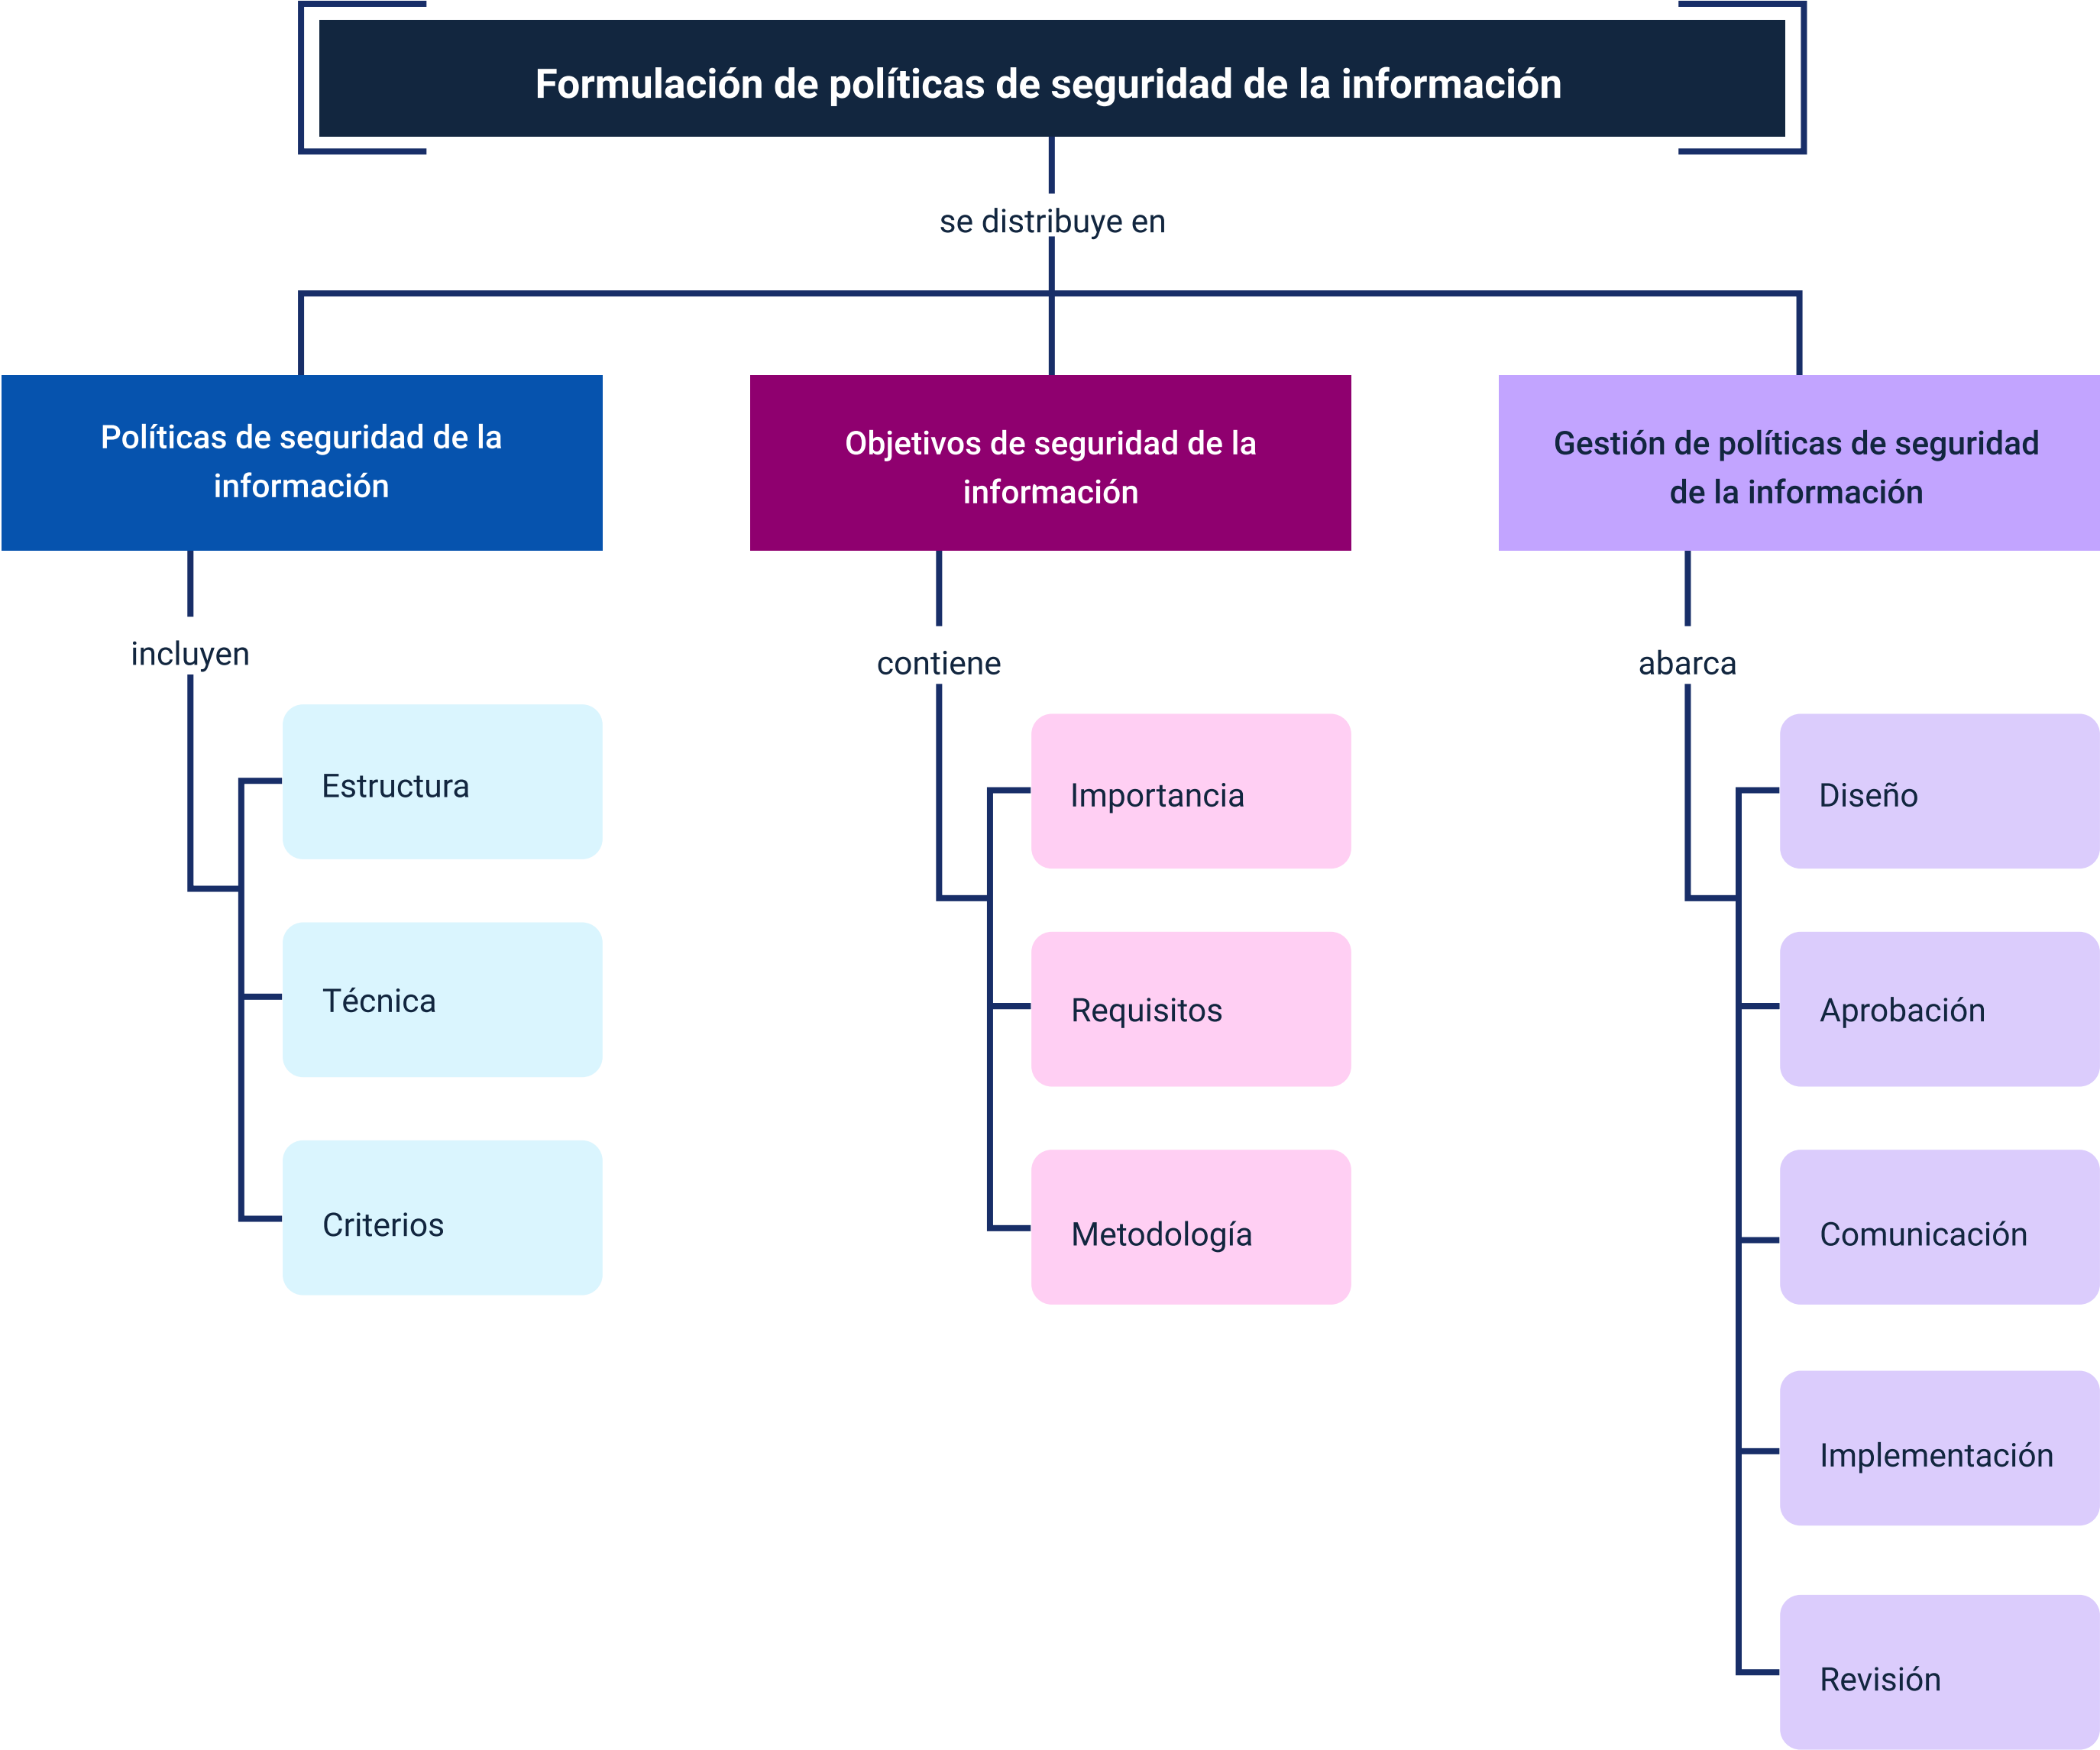 Formulación de políticas de seguridad de la información
se distribuye en
Políticas de seguridad de la
información
incluyen
Estructura
Técnica
Criterios
Objetivos de seguridad de la
información
contiene
Importancia
Requisitos
Metodología
Gestión de políticas de seguridad
de la información
abarca
Diseño
Aprobación
Comunicación
Implementación
Revisión